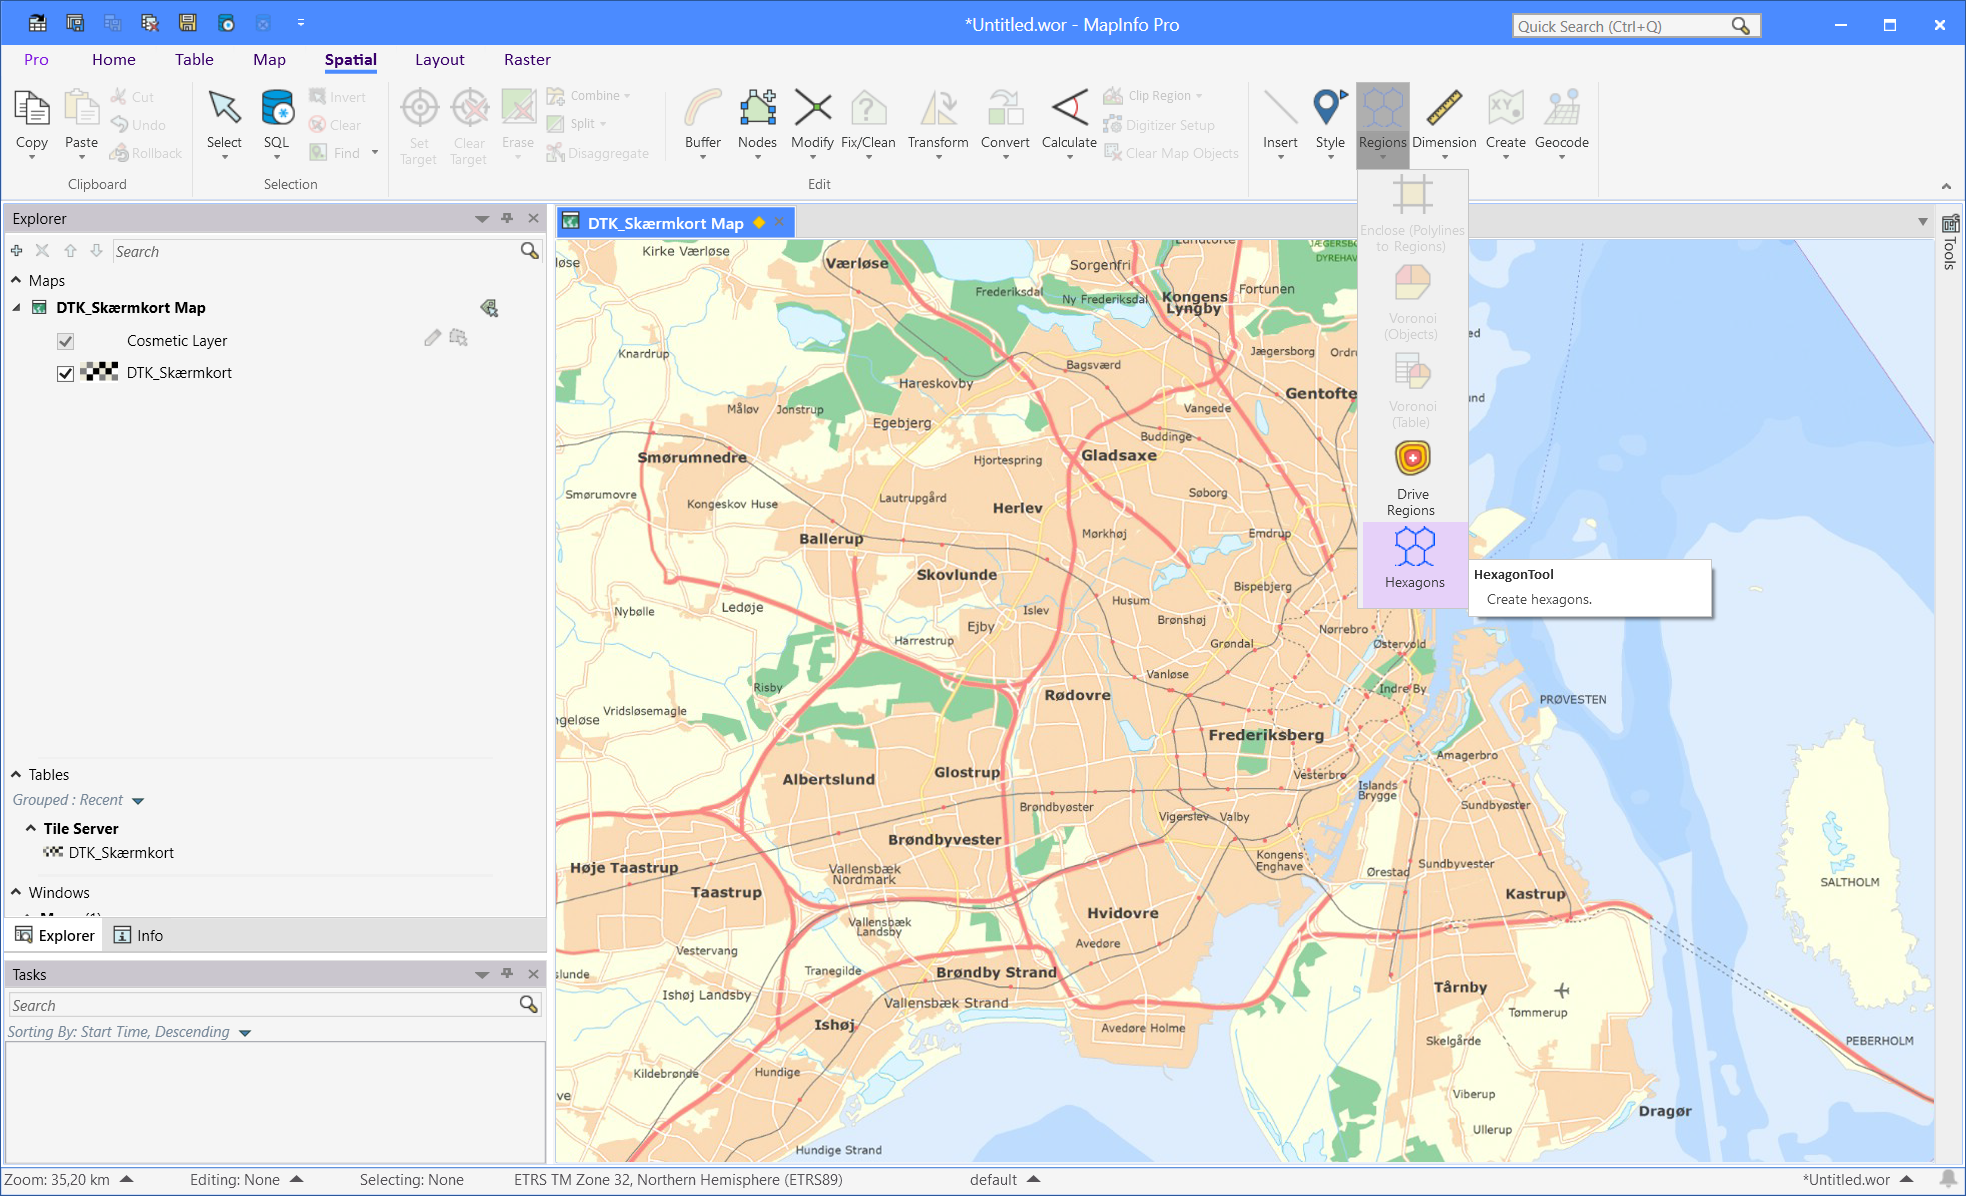 *Untitled.wor - MapInfo Pro
Quick Search (Ctrl+Q)
Pro
Home
Table
Map
Spatial
Layout
Raster
Copy
Paste
Cut
Undo
Rollback
Clipboard
Select
SQL
Invert
Clear
Find
Selection
Set Target
Clear Target
Erase
Combine
Split
Disaggregate
Buffer
Nodes
Modify
Fix/Clean
Transform
Convert
Calculate
Clip Region
Digitizer Setup
Clear Map Objects
Edit
Insert
Style
Regions
Dimension
Create
Geocode
Enclose (Polylines
to Regions)
Voronoi
(Objects)
Voronoi
(Table)
Drive
Regions
Hexagons
HexagonTool
Create hexagons.
Explorer
Search
Maps
DTK_Skærmkort Map
Cosmetic Layer
DTK_Skærmkort
Tables
Grouped : Recent
Tile Server
DTK_Skærmkort
Windows
Explorer
Info
Tasks
Search
Sorting By: Start Time, Descending
DTK_Skærmkort Map
Tools
Kirke Værløse
Værløse
Sorgenfri
Frederiksdal
Ny Frederiksdal
Kongens
Lyngby
Fortunen
Knardrup
Bagsværd
Jægersborg
Hareskovby
Gentofte
Måløv
Jonstrup
Vangede
Egebjerg
Buddinge
Smørumnedre
Hjortespring
Gladsaxe
Smørumovre
Kongeskov Huse
Lautrupgård
Søborg
Herlev
Ballerup
Mørkhøj
Emdrup
Skovlunde
Bispebjerg
Nybølle
Ledøje
Islev
Husum
Ejby
Brønshøj
Harrestrup
Nørrebro
Grøndal
Østervold
Risby
Vanløse
Rødovre
Indre By
PRØVESTEN
Vridsløsemagle
Frederiksberg
Amagerbro
Albertslund
Glostrup
Vesterbro
Islands
Brygge
Brøndbyøster
Sundbyøster
Vigerslev
Valby
Brøndbyvester
Kongens
Enghave
Høje Taastrup
Vallensbæk
Nordmark
Ørestad
Sundbyvester
SALTHOLM
Taastrup
Kastrup
Hvidovre
Vallensbæk
Landsby
Avedøre
Vestervang
Tranegilde
Brøndby Strand
Tårnby
Ishøj Landsby
Vallensbæk Strand
Tømmerup
Ishøj
Avedøre Holme
Skelgårde
PEBERHOLM
Kildebrønde
Hundige
Viberup
Dragør
Ullerup
Hundige Strand
Zoom: 35,20 km
Editing: None
Selecting: None
ETRS TM Zone 32, Northern Hemisphere (ETRS89)
default
*Untitled.wor